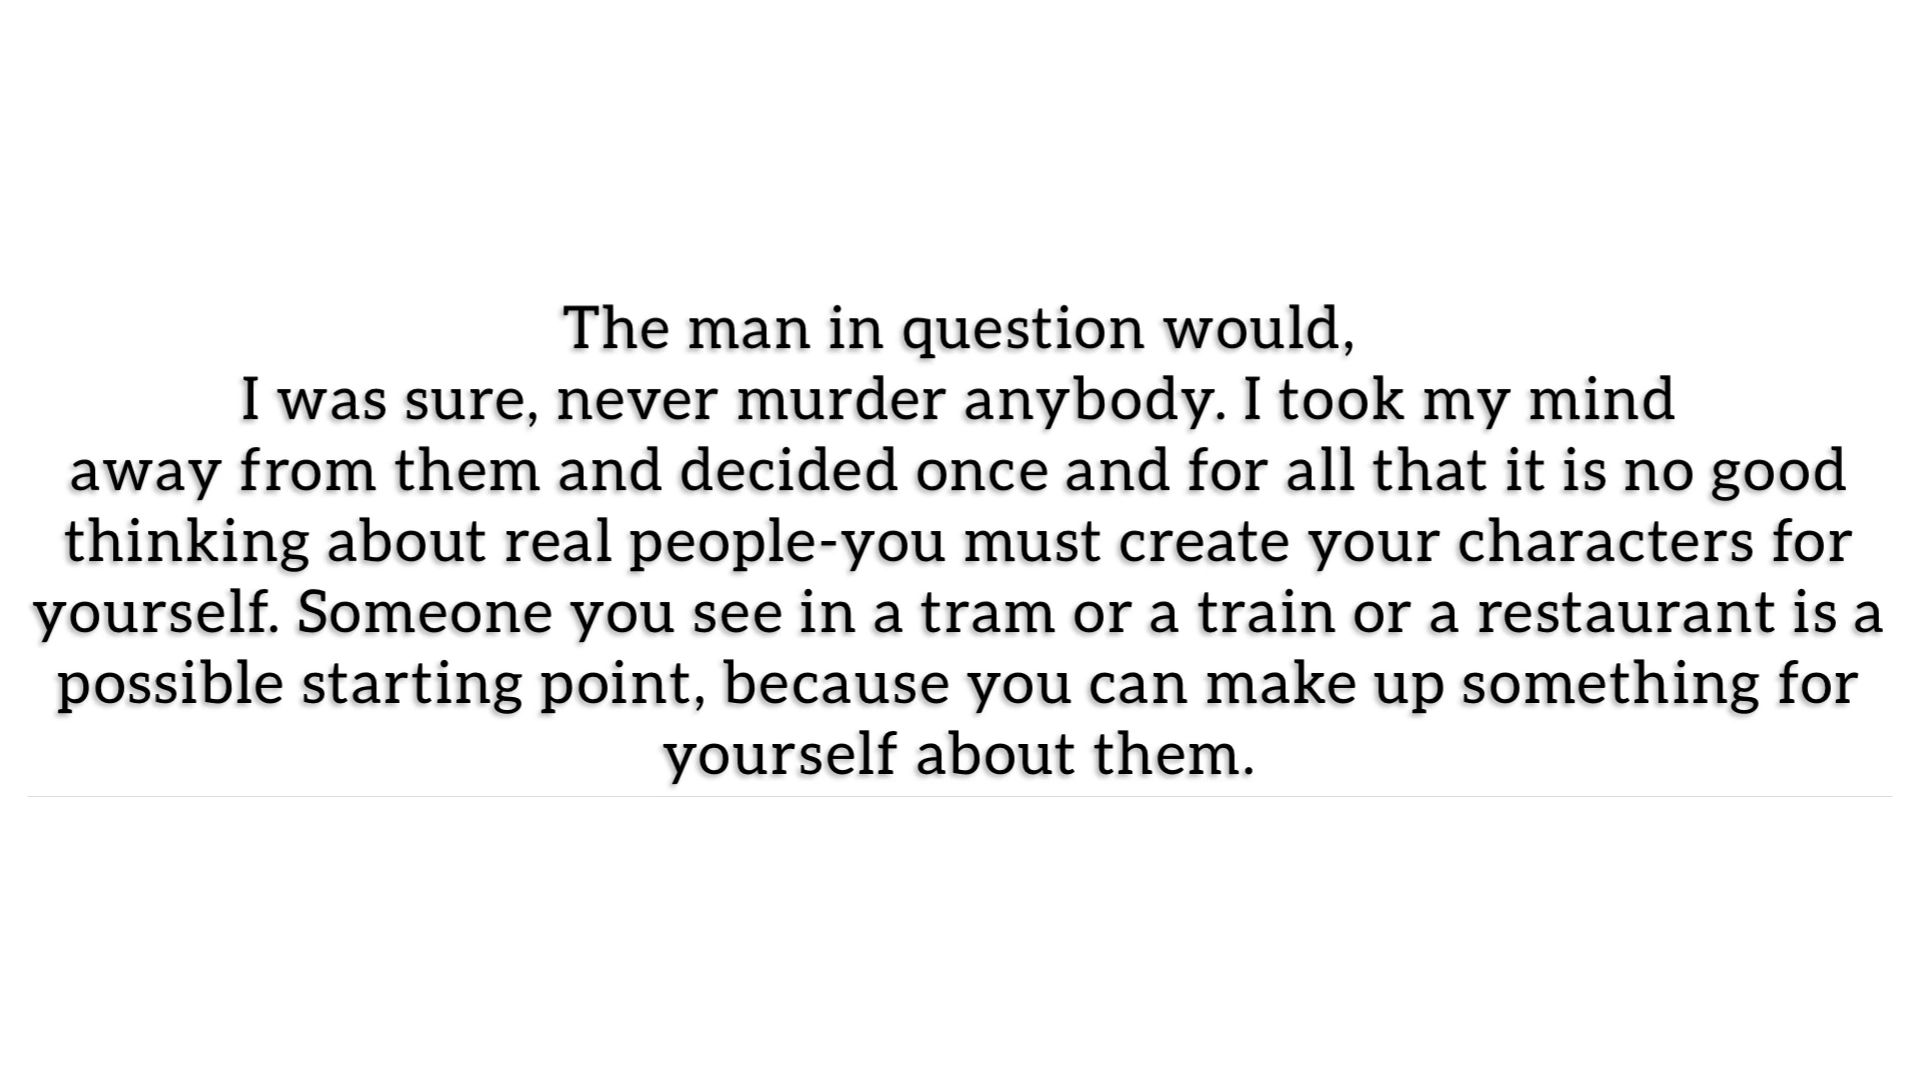 The man in question would,
I was sure, never murder anybody. I took my mind
away from them and decided once and for all that it is no good
thinking about real people-you must create your characters for
yourself. Someone you see in a tram or a train or a restaurant is a
possible starting point, because you can make up something for
yourself about them.